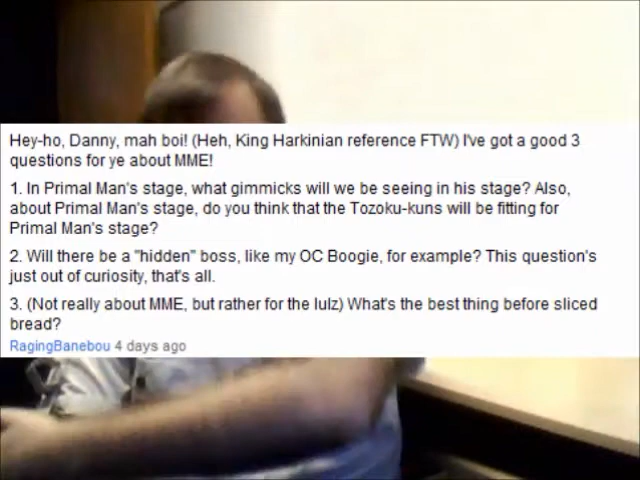 Hey-ho, Danny, mah boi! (Heh, King Harkinian reference FTW) I've got a good 3
questions for ye about MME!
1. In Primal Man's stage, what gimmicks will we be seeing in his stage? Also,
about Primal Man's stage, do you think that the Tozoku-kuns will be fitting for
Primal Man's stage?
2. Will there be a "hidden" boss, like my OC Boogie, for example? This question's
just out of curiosity, that's all.
3. (Not really about MME, but rather for the lulz) What's the best thing before sliced
bread?
RagingBanebou 4 days ago